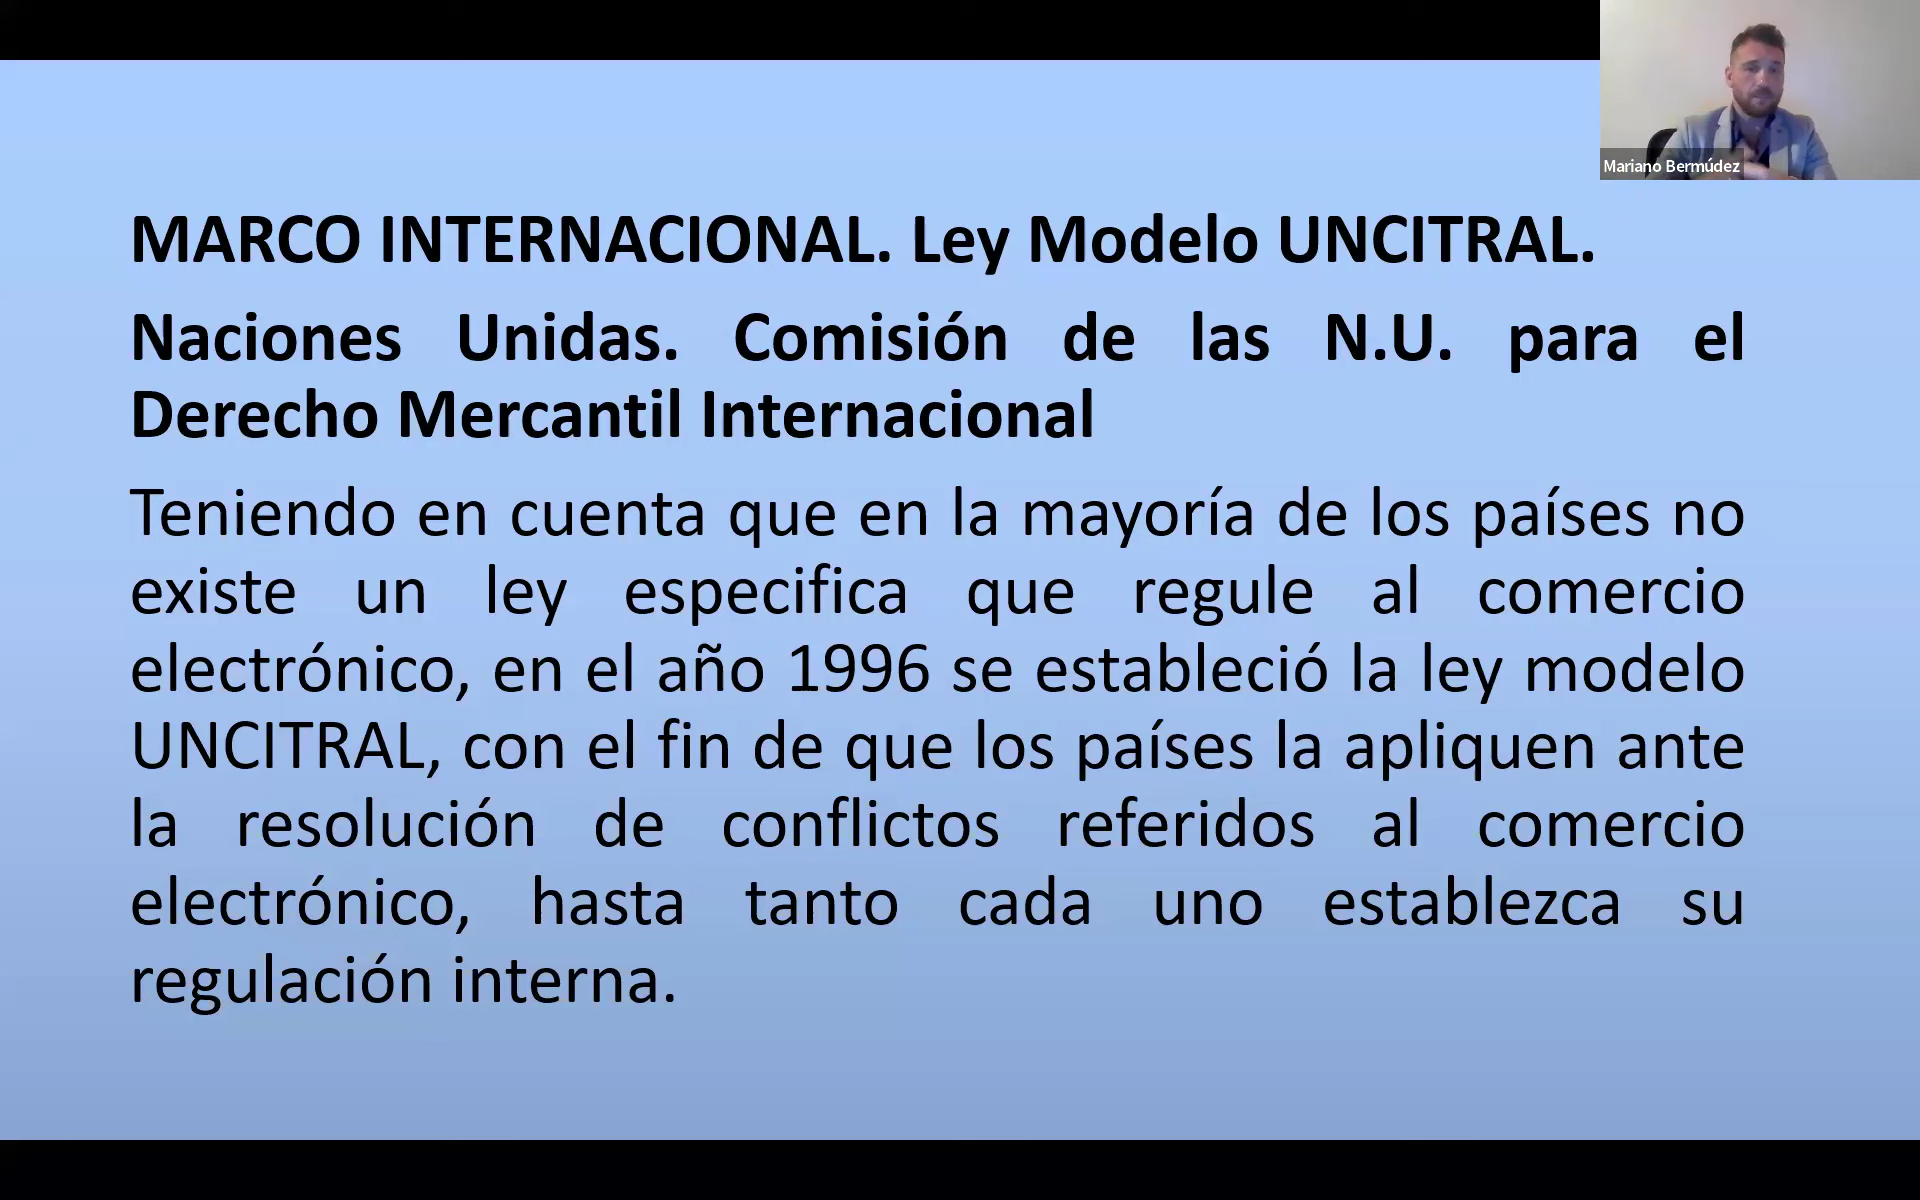 Mariano Bermúdez
MARCO INTERNACIONAL. Ley Modelo UNCITRAL.
Naciones Unidas. Comisión de las N.U. para el
Derecho Mercantil Internacional
Teniendo en cuenta que en la mayoría de los países no
existe un ley especifica que regule al comercio
electrónico, en el año 1996 se estableció la ley modelo
UNCITRAL, con el fin de que los países la apliquen ante
la resolución de conflictos referidos al comercio
electrónico, hasta tanto cada uno establezca su
regulación interna.